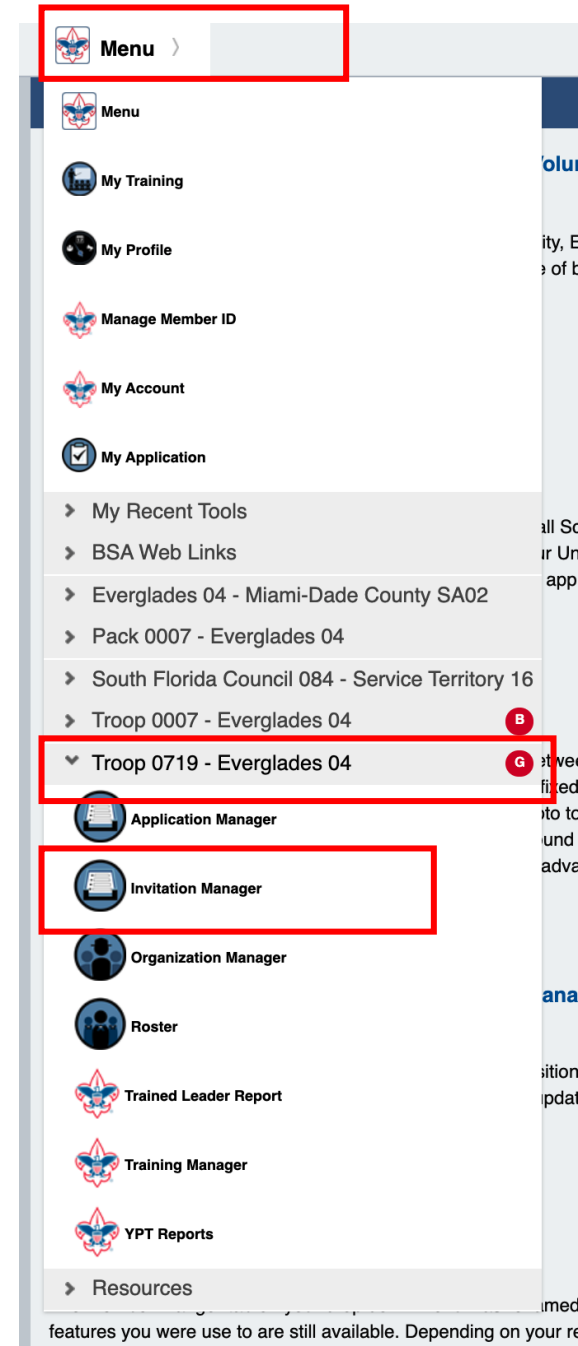 Menu
Menu
My Training
My Profile
Manage Member ID
My Account
My Application
My Recent Tools
BSA Web Links
Everglades 04 - Miami-Dade County SA02
Pack 0007 - Everglades 04
South Florida Council 084 - Service Territory 16
Troop 0007 - Everglades 04 B
Troop 0719 - Everglades 04 G
Application Manager
Invitation Manager
Organization Manager
Roster
Trained Leader Report
Training Manager
YPT Reports
Resources
features you were use to are still available. Depending on your